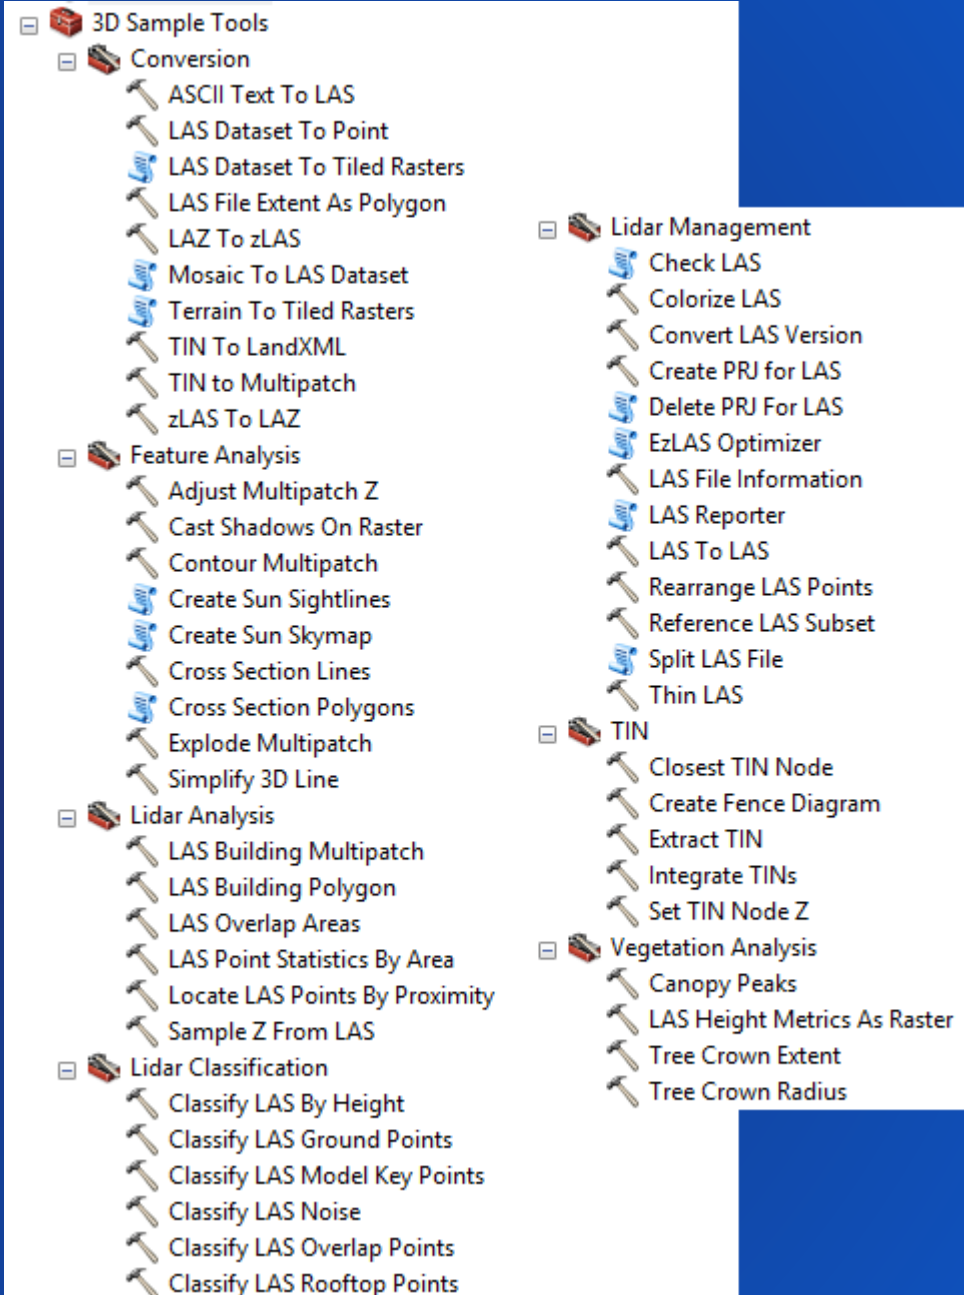 3D Sample Tools
Conversion
ASCII Text To LAS
LAS Dataset To Point
LAS Dataset To Tiled Rasters
LAS File Extent As Polygon
LAZ To zLAS
Mosaic To LAS Dataset
Terrain To Tiled Rasters
TIN To LandXML
TIN to Multipatch
zLAS To LAZ
Feature Analysis
Adjust Multipatch Z
Cast Shadows On Raster
Contour Multipatch
Create Sun Sightlines
Create Sun Skymap
Cross Section Lines
Cross Section Polygons
Explode Multipatch
Simplify 3D Line
Lidar Analysis
LAS Building Multipatch
LAS Building Polygon
LAS Overlap Areas
LAS Point Statistics By Area
Locate LAS Points By Proximity
Sample Z From LAS
Lidar Classification
Classify LAS By Height
Classify LAS Ground Points
Classify LAS Model Key Points
Classify LAS Noise
Classify LAS Overlap Points
Classify LAS Rooftop Points
Lidar Management
Check LAS
Colorize LAS
Convert LAS Version
Create PRJ for LAS
Delete PRJ For LAS
EzLAS Optimizer
LAS File Information
LAS Reporter
LAS To LAS
Rearrange LAS Points
Reference LAS Subset
Split LAS File
Thin LAS
TIN
Closest TIN Node
Create Fence Diagram
Extract TIN
Integrate TINs
Set TIN Node Z
Vegetation Analysis
Canopy Peaks
LAS Height Metrics As Raster
Tree Crown Extent
Tree Crown Radius